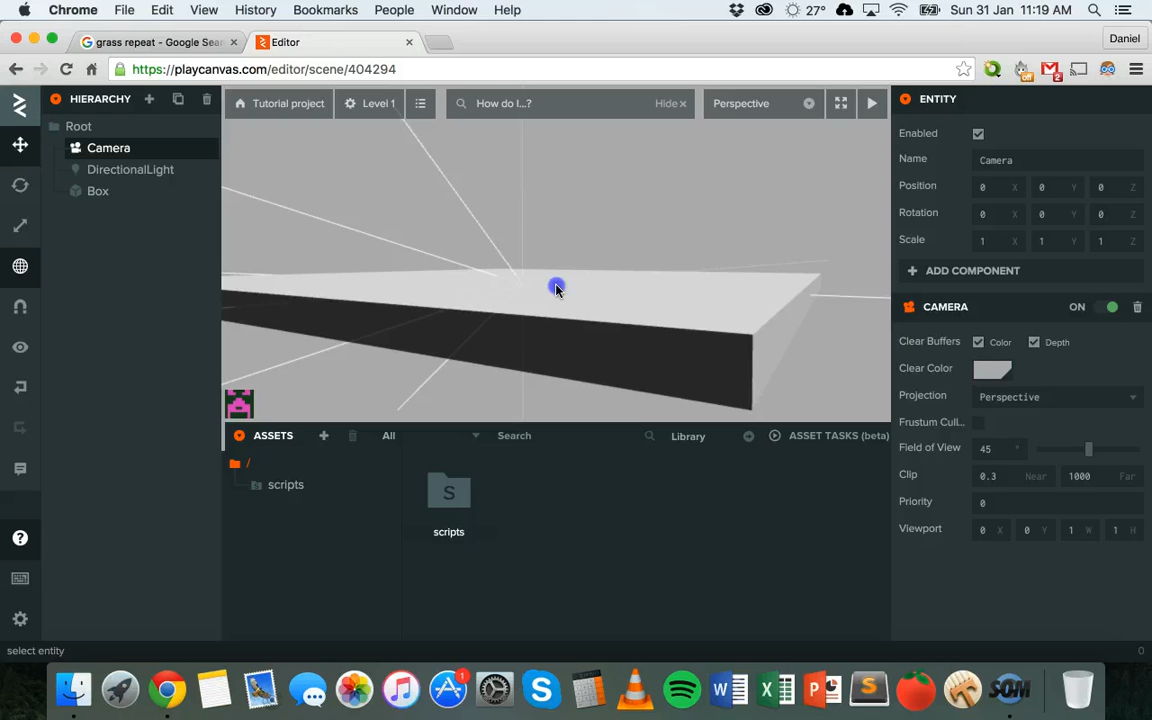 Chrome File Edit View History Bookmarks People Window Help 27° Sun 31 Jan 11:19 AM
grass repeat - Google Sear × Editor × Daniel
https://playcanvas.com/editor/scene/404294 off 2
HIERARCHY
Root
Camera
DirectionalLight
Box
Tutorial project Level 1 How do I...? Hide × Perspective
ENTITY
Enabled
Name Camera
Position 0 X 0 Y 0 Z
Rotation 0 X 0 Y 0 Z
Scale 1 X 1 Y 1 Z
+ ADD COMPONENT
CAMERA ON
Clear Buffers Color Depth
Clear Color
Projection Perspective
Frustum Cull...
Field of View 45 °
Clip 0.3 Near 1000 Far
Priority 0
Viewport 0 X 0 Y 1 W 1 H
ASSETS + All Search Library ASSET TASKS (beta)
/
scripts
S
scripts
?
select entity 0
1
S W X P S SOM